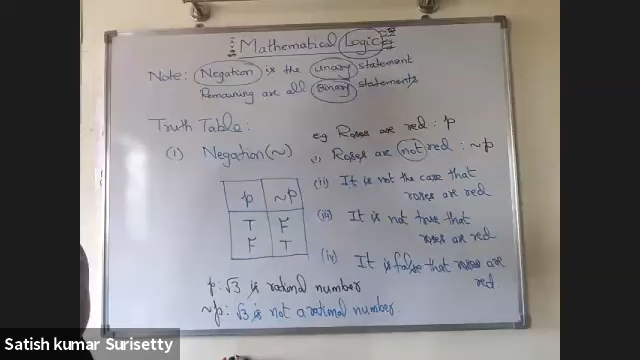 Mathematical Logic
Note: Negation is the unary statement
Remaining are all Binary statements
Truth Table:
(1) Negation(~)
p ~p
T F
F T
eg Roses are red : p
(i) Roses are not red : ~p
(ii) It is not the case that
roses are red
(iii) It is not true that
roses are red
(iv) It is false that roses are
red
p: √3 is rational number
~p: √3 is not a rational number.
Satish kumar Surisetty